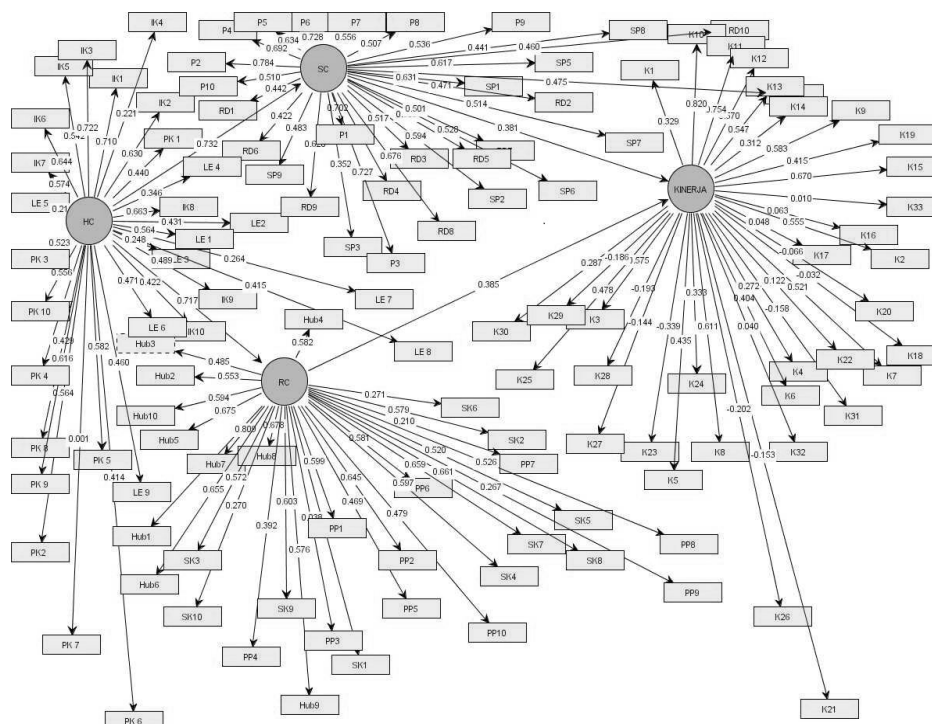 P5 P6 P7 P8 P9
P4 0.634 0.728 0.556 0.507 0.536 SP8 RD10
IK4 0.692 0.441 0.460 K10 K11
IK3 P2 0.784 SC 0.617 SP5 K12
IK5 IK1 P10 0.510 0.631 SP1 K1 0.820 0.754 K13
0.221 RD1 0.442 0.471 RD2 0.475
IK2 0.422 0.702 0.501 0.514 0.547 K14 K9
IK6 0.722 0.710 0.483 P1 0.517 0.528 0.381 0.329 0.312 0.583 K19
0.630 PK 1 0.732 RD6 0.594 SP7 0.415
0.644 0.440 LE 4 SP9 0.352 0.676 RD3 RD5 0.670 K15
IK7 0.574 0.346 0.727 RD4 SP6 KINERJA
LE 5 HC 0.663 IK8 RD9 SP2 0.010 K33
0.431 LE2 RD8 0.063 0.555 K16
0.523 0.564 LE 1 SP3 0.048
0.248 0.264 P3 -0.066 K17 K2
PK 3 0.489 0.287 -0.186 0.575
0.556 0.471 0.422 0.415 0.385 0.478 -0.193 0.272 0.122 -0.032
PK 10 0.717 IK9 LE 7 0.404 0.521 K20
0.429 LE 6 IK10 Hub4 K30 K29 K3 -0.144 0.333 -0.158
0.582 Hub3 0.582 LE 8 -0.339 0.611 0.040 K22 K18
0.616 0.460 0.485 0.435 K4
PK 4 Hub2 0.553 RC K25 K28 K24 K7
0.564 0.594 0.271 K6
Hub10 0.675 0.579 SK6 -0.202 K31
0.001 Hub5 0.809 0.678 0.210 SK2
PK 8 0.581 0.520 K27 K23 K8 K32
PK 5 Hub7 Hub8 0.526 PP7 -0.153
PK 9 0.414 0.572 0.599 0.659 0.661 K5
LE 9 0.655 0.645 0.597 PP6 0.267
0.270 0.603 0.469
Hub1 0.392 0.479 SK5
PK2 PP1 SK7 PP8
0.576
SK3 PP2 SK8
Hub6 SK4
PP9
SK10 SK9 PP5 K26
PK 7 PP3 PP10
PP4 SK1
Hub9 K21
PK 6